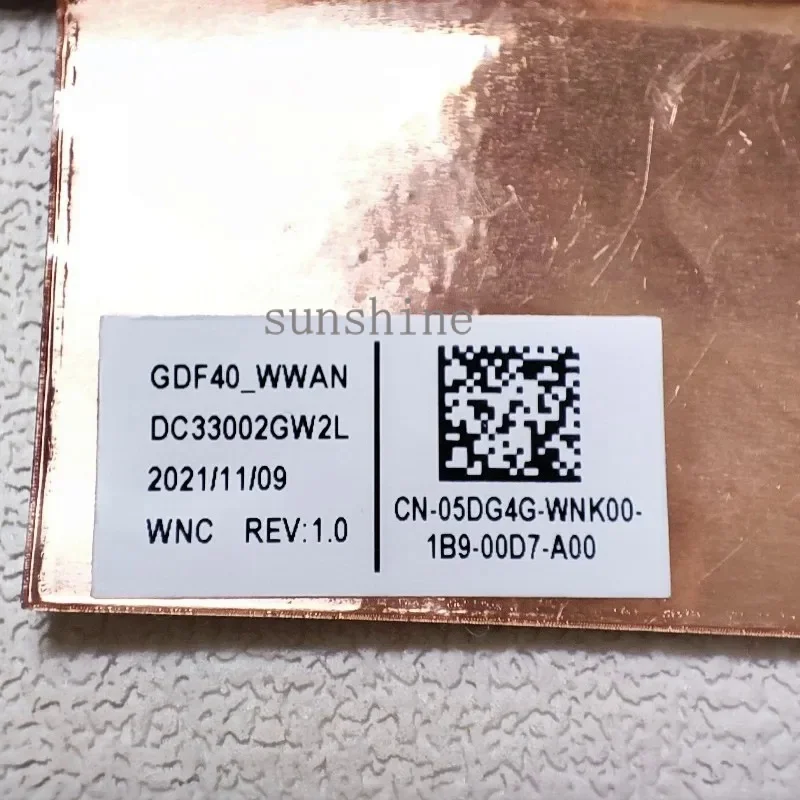 sunshine
GDF40_WWAN
DC33002GW2L
2021/11/09
WNC REV:1.0
CN-05DG4G-WNK00-
1B9-00D7-A00